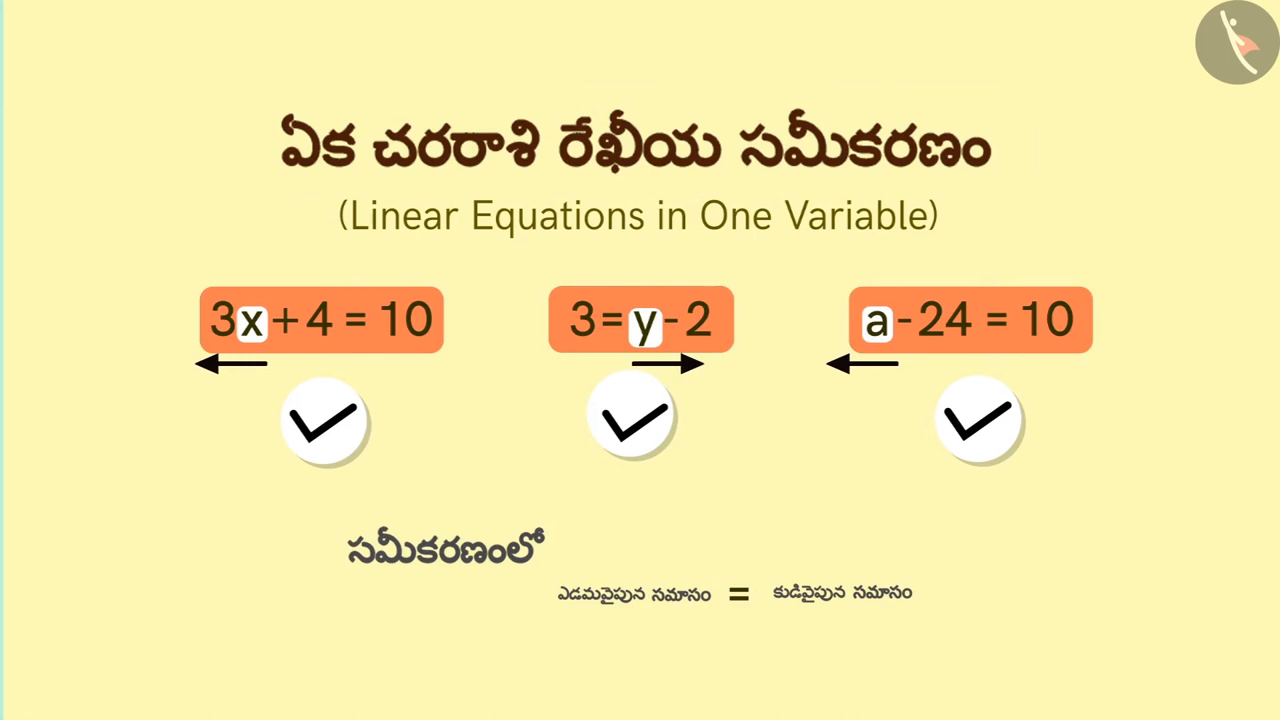 ఏక చరరాశి రేఖీయ సమీకరణం
(Linear Equations in One Variable)
3x+4 = 10 3=y-2 a-24 = 10
సమీకరణంలో
ఎడమవైపున సమాసం = కుడివైపున సమాసం